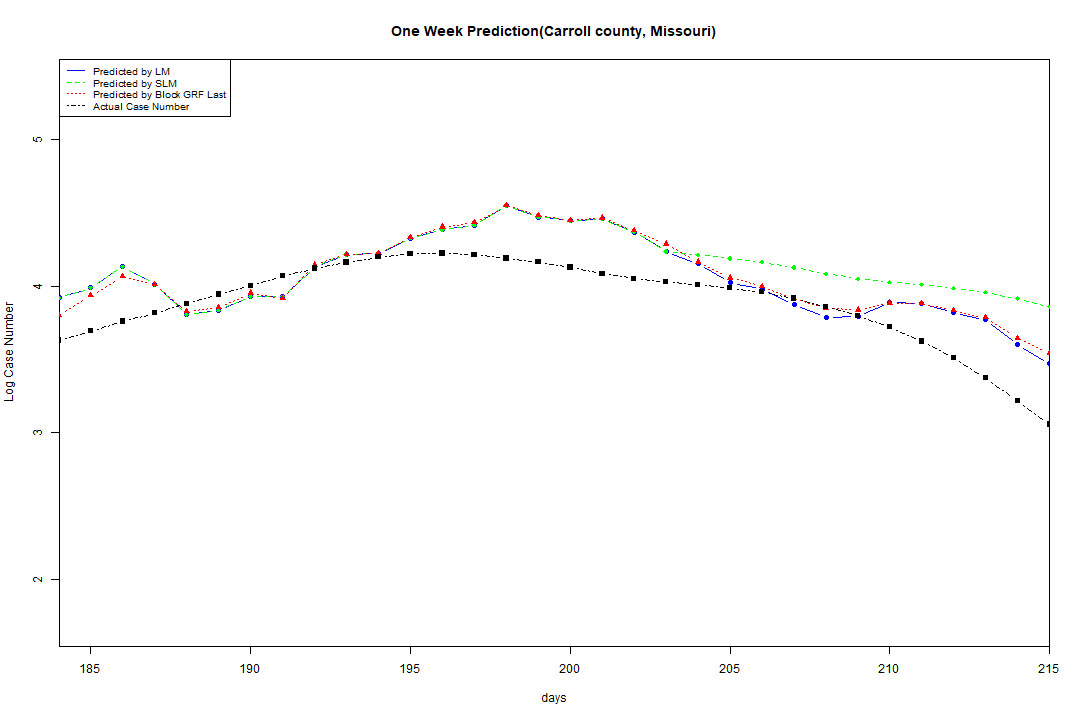 One Week Prediction(Carroll county, Missouri)
Predicted by LM
Predicted by SLM
Predicted by Block GRF Last
Actual Case Number
5
4
3
2
Log Case Number
185 190 195 200 205 210 215
days